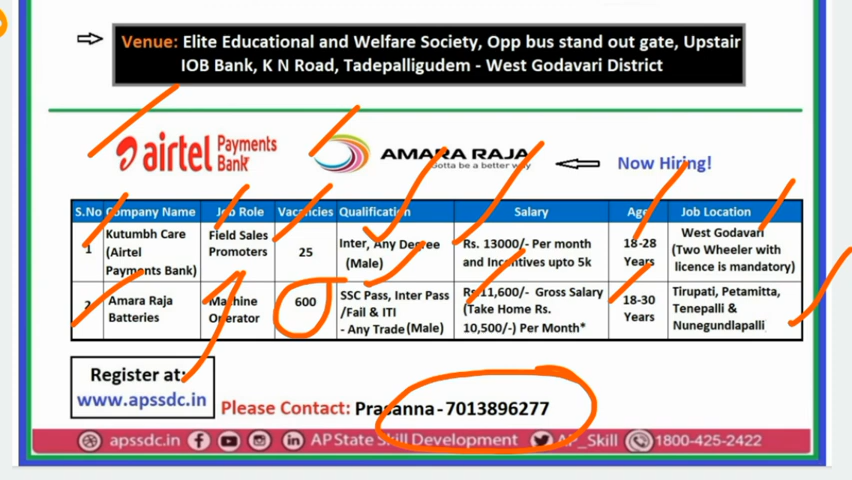 Venue: Elite Educational and Welfare Society, Opp bus stand out gate, Upstair
IOB Bank, K N Road, Tadepalligudem - West Godavari District
airtel Payments Bank
AMARA RAJA
Gotta be a better way
Now Hiring!
S.No Company Name Job Role Vacancies Qualification Salary Age Job Location
1 Kutumbh Care (Airtel Payments Bank) Field Sales Promoters 25 Inter, Any Degree (Male) Rs. 13000/- Per month and Incentives upto 5k 18-28 Years West Godavari (Two Wheeler with licence is mandatory)
2 Amara Raja Batteries Machine Operator 600 SSC Pass, Inter Pass /Fail & ITI - Any Trade (Male) Rs.11,600/- Gross Salary (Take Home Rs. 10,500/-) Per Month* 18-30 Years Tirupati, Petamitta, Tenepalli & Nunegundlapalli
Register at:
www.apssdc.in
Please Contact: Prasanna-7013896277
apssdc.in AP State Skill Development AP_Skill 1800-425-2422